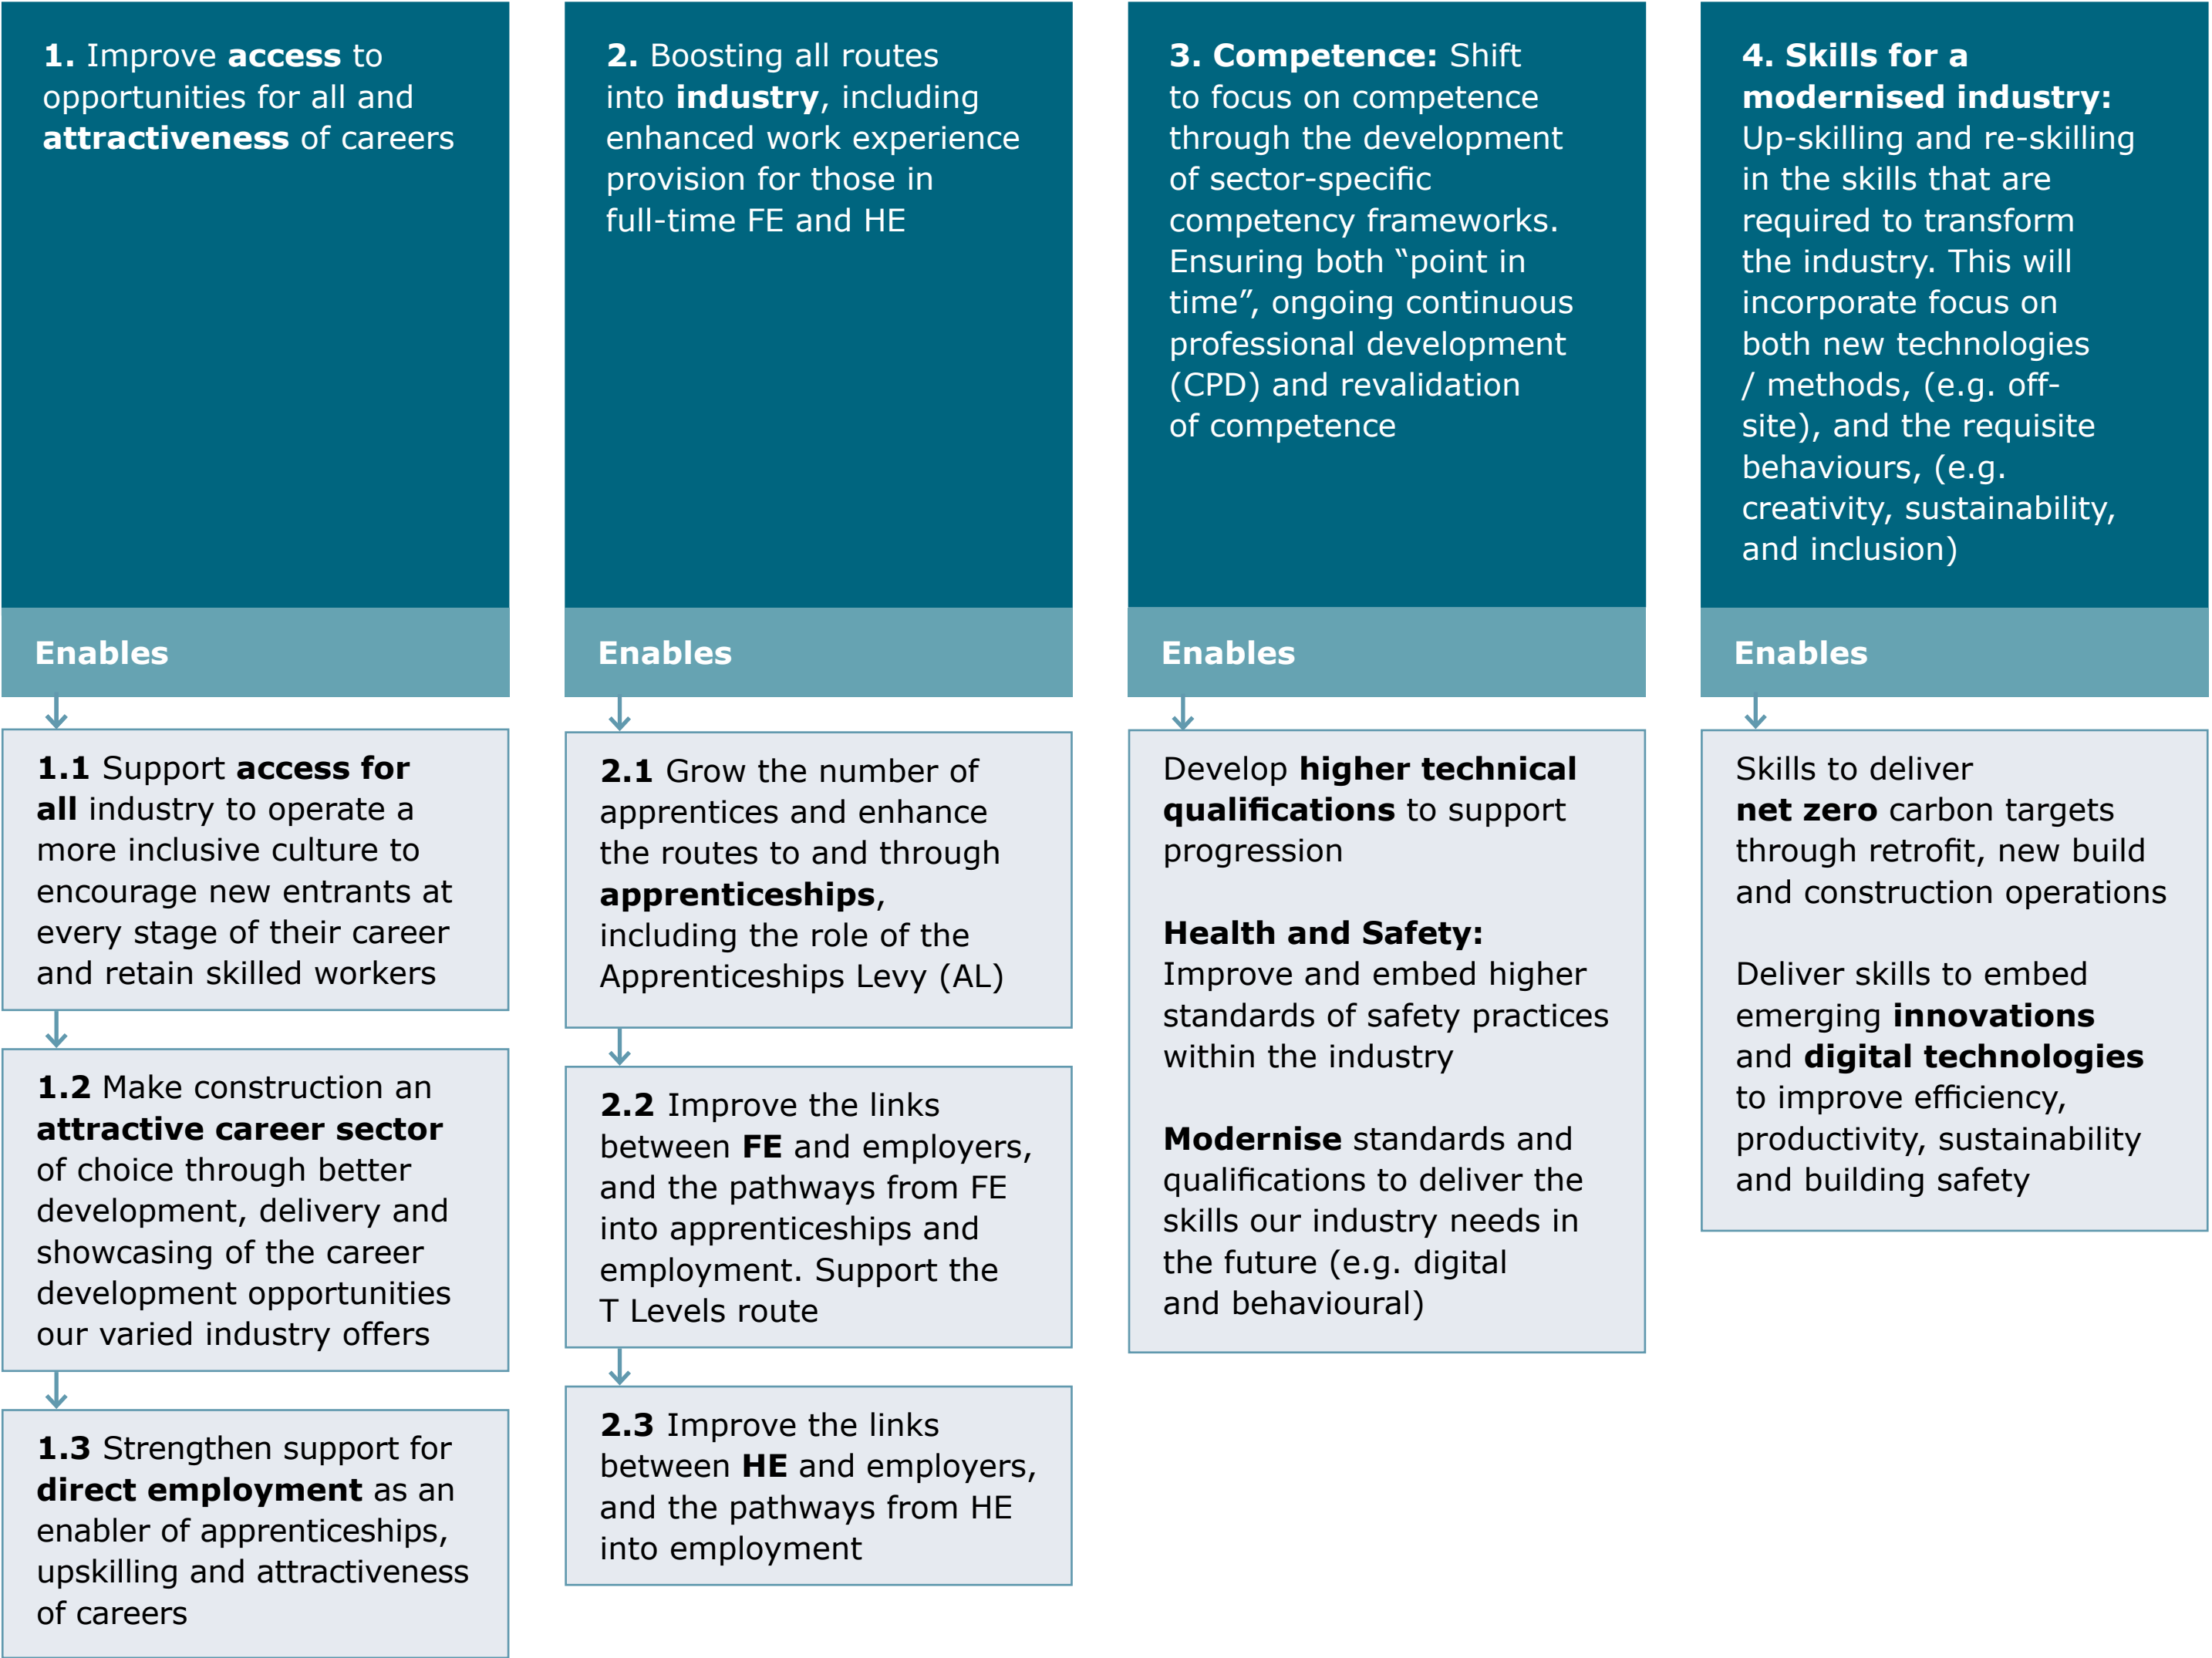 1. Improve access to
opportunities for all and
attractiveness of careers
Enables
1.1 Support access for
all industry to operate a
more inclusive culture to
encourage new entrants at
every stage of their career
and retain skilled workers
1.2 Make construction an
attractive career sector
of choice through better
development, delivery and
showcasing of the career
development opportunities
our varied industry offers
1.3 Strengthen support for
direct employment as an
enabler of apprenticeships,
upskilling and attractiveness
of careers
2. Boosting all routes
into industry, including
enhanced work experience
provision for those in
full-time FE and HE
Enables
2.1 Grow the number of
apprentices and enhance
the routes to and through
apprenticeships,
including the role of the
Apprenticeships Levy (AL)
2.2 Improve the links
between FE and employers,
and the pathways from FE
into apprenticeships and
employment. Support the
T Levels route
2.3 Improve the links
between HE and employers,
and the pathways from HE
into employment
3. Competence: Shift
to focus on competence
through the development
of sector-specific
competency frameworks.
Ensuring both “point in
time”, ongoing continuous
professional development
(CPD) and revalidation
of competence
Enables
Develop higher technical
qualifications to support
progression
Health and Safety:
Improve and embed higher
standards of safety practices
within the industry
Modernise standards and
qualifications to deliver the
skills our industry needs in
the future (e.g. digital
and behavioural)
4. Skills for a
modernised industry:
Up-skilling and re-skilling
in the skills that are
required to transform
the industry. This will
incorporate focus on
both new technologies
/ methods, (e.g. off-
site), and the requisite
behaviours, (e.g.
creativity, sustainability,
and inclusion)
Enables
Skills to deliver
net zero carbon targets
through retrofit, new build
and construction operations
Deliver skills to embed
emerging innovations
and digital technologies
to improve efficiency,
productivity, sustainability
and building safety